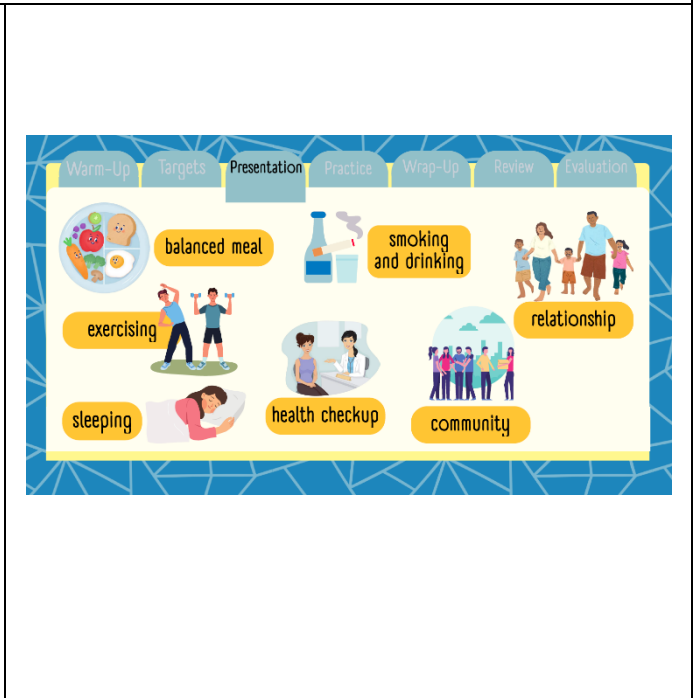 Warm-Up
Targets
Presentation
Practice
Wrap-Up
Review
Evaluation
balanced meal
smoking
and drinking
relationship
exercising
sleeping
health checkup
community